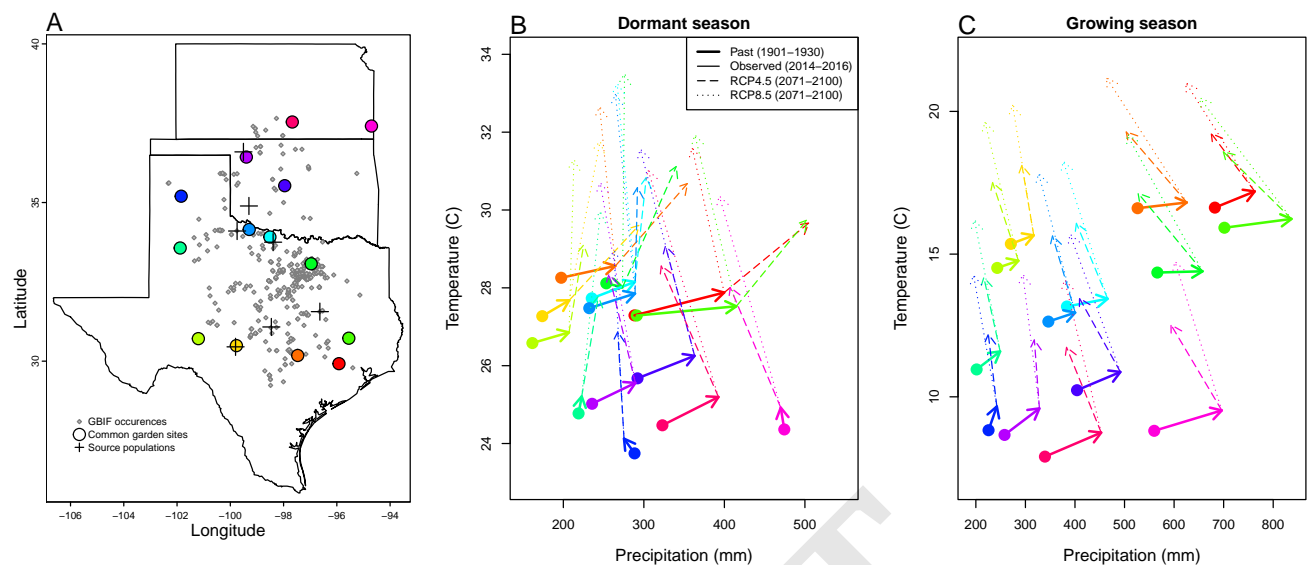 A
B
Dormant season
C
Growing season
40
35
30
Latitude
−106
−104
−102
−100
−98
−96
−94
Longitude
GBIF occurences
Common garden sites
Source populations
34
32
30
28
26
24
Temperature (C)
200
300
400
500
Precipitation (mm)
Past (1901−1930)
Observed (2014−2016)
RCP4.5 (2071−2100)
RCP8.5 (2071−2100)
20
15
10
Temperature (C)
200
300
400
500
600
700
800
Precipitation (mm)